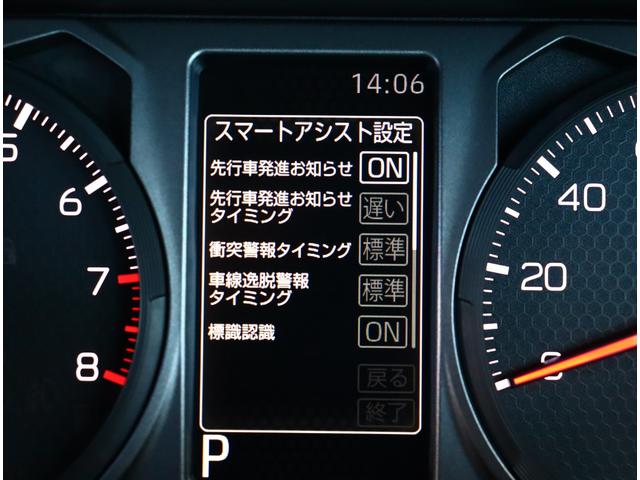 14:06
スマートアシスト設定
先行車発進お知らせ ON
先行車発進お知らせ
タイミング 遅い
衝突警報タイミング 標準
車線逸脱警報
タイミング 標準
標識認識 ON
戻る
終了
P
5
6
7
8
40
20
0